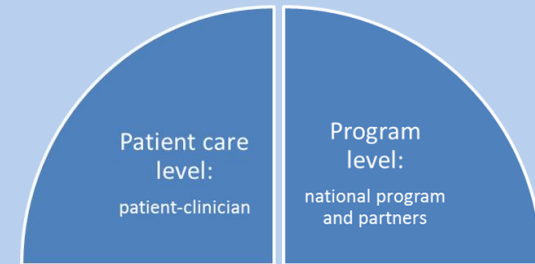 Patient care
level:
patient-clinician
Program
level:
national program
and partners